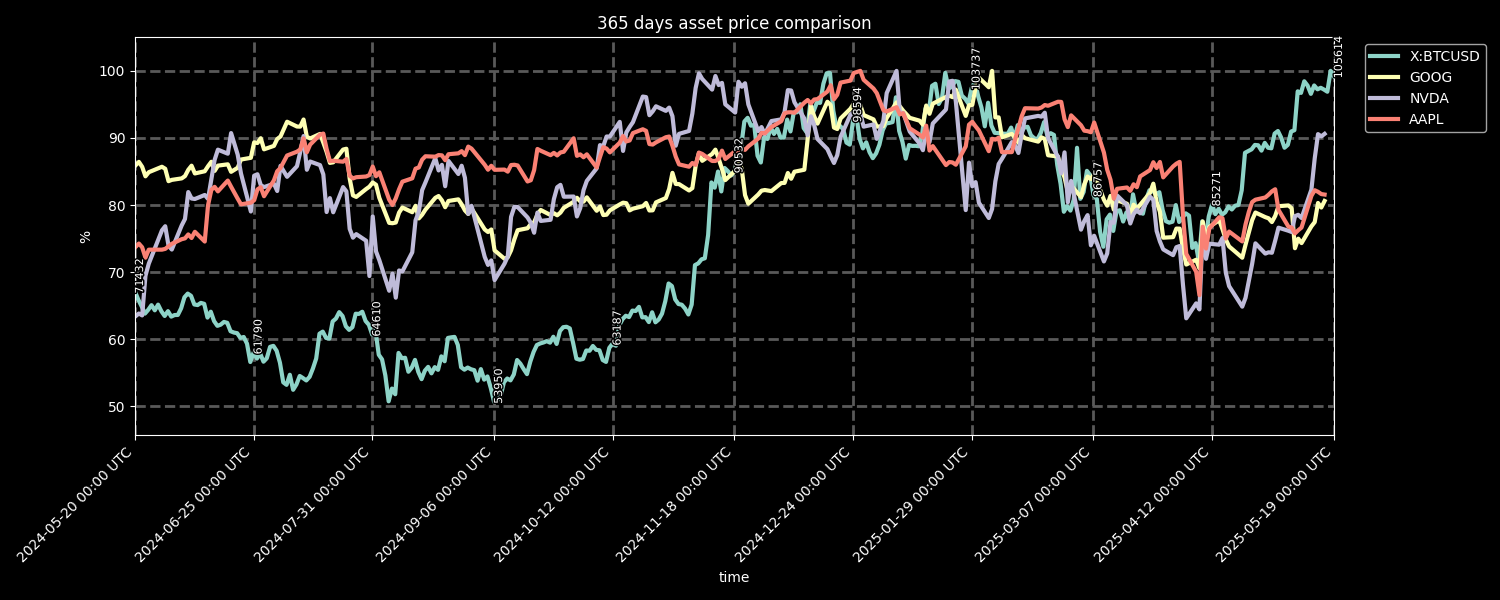 365 days asset price comparison
X:BTCUSD
GOOG
NVDA
AAPL
100
90
80
70
60
50
%
71432
61790
64610
53950
63187
90532
98594
103737
86757
85271
105614
2024-05-20 00:00 UTC
2024-06-25 00:00 UTC
2024-07-31 00:00 UTC
2024-09-06 00:00 UTC
2024-10-12 00:00 UTC
2024-11-18 00:00 UTC
2024-12-24 00:00 UTC
2025-01-29 00:00 UTC
2025-03-07 00:00 UTC
2025-04-12 00:00 UTC
2025-05-19 00:00 UTC
time